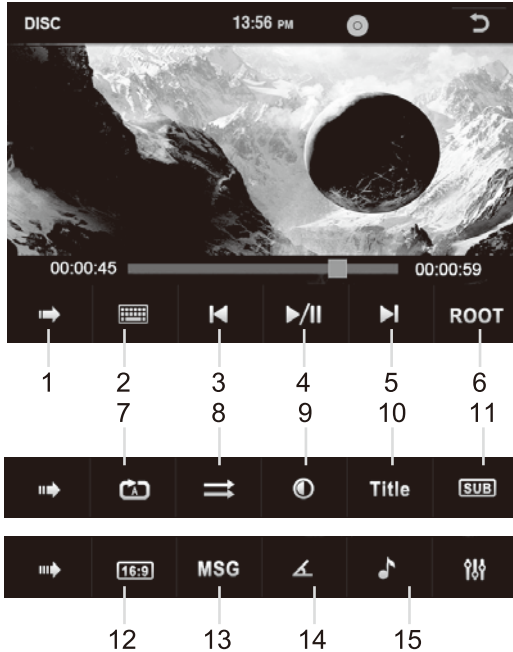 DISC 13:56 PM
00:00:45 00:00:59
ROOT
1 2 3 4 5 6
7 8 9 10 11
A Title SUB
16:9 MSG
12 13 14 15